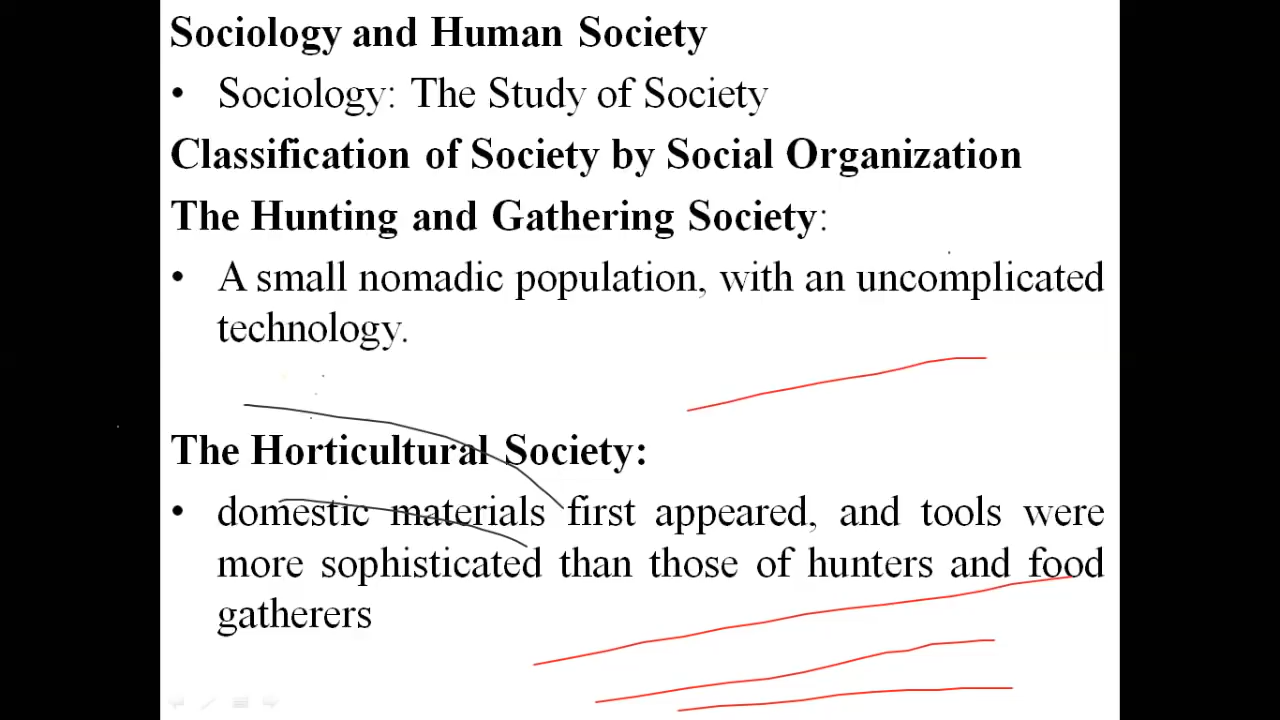 Sociology and Human Society
• Sociology: The Study of Society
Classification of Society by Social Organization
The Hunting and Gathering Society:
• A small nomadic population, with an uncomplicated
technology.
The Horticultural Society:
• domestic materials first appeared, and tools were
more sophisticated than those of hunters and food
gatherers